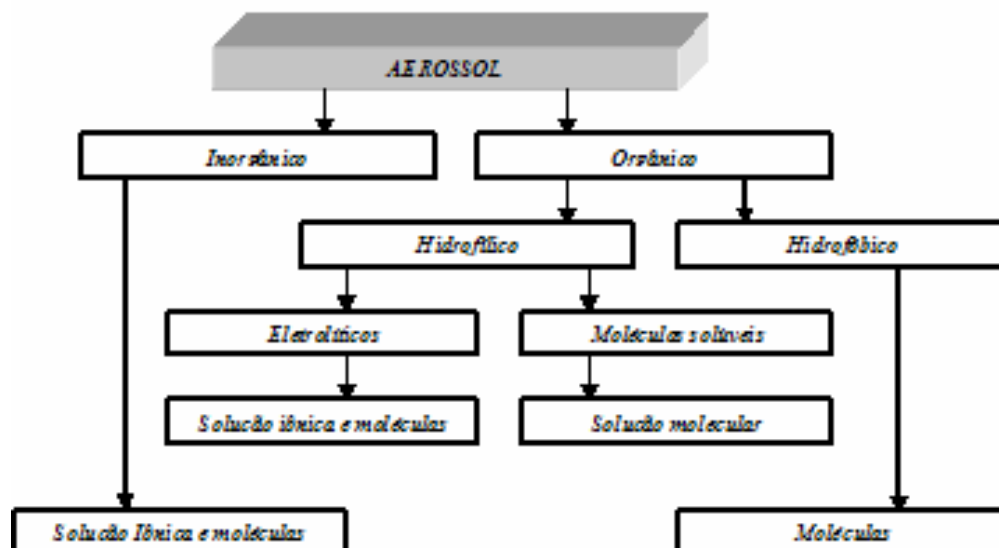 AEROSSOL
Inorgânico
Orgânico
Hidrofílico
Hidrofóbico
Eletrolíticos
Moléculas solúveis
Solução iônica e moléculas
Solução molecular
Solução Iônica e moléculas
Moléculas